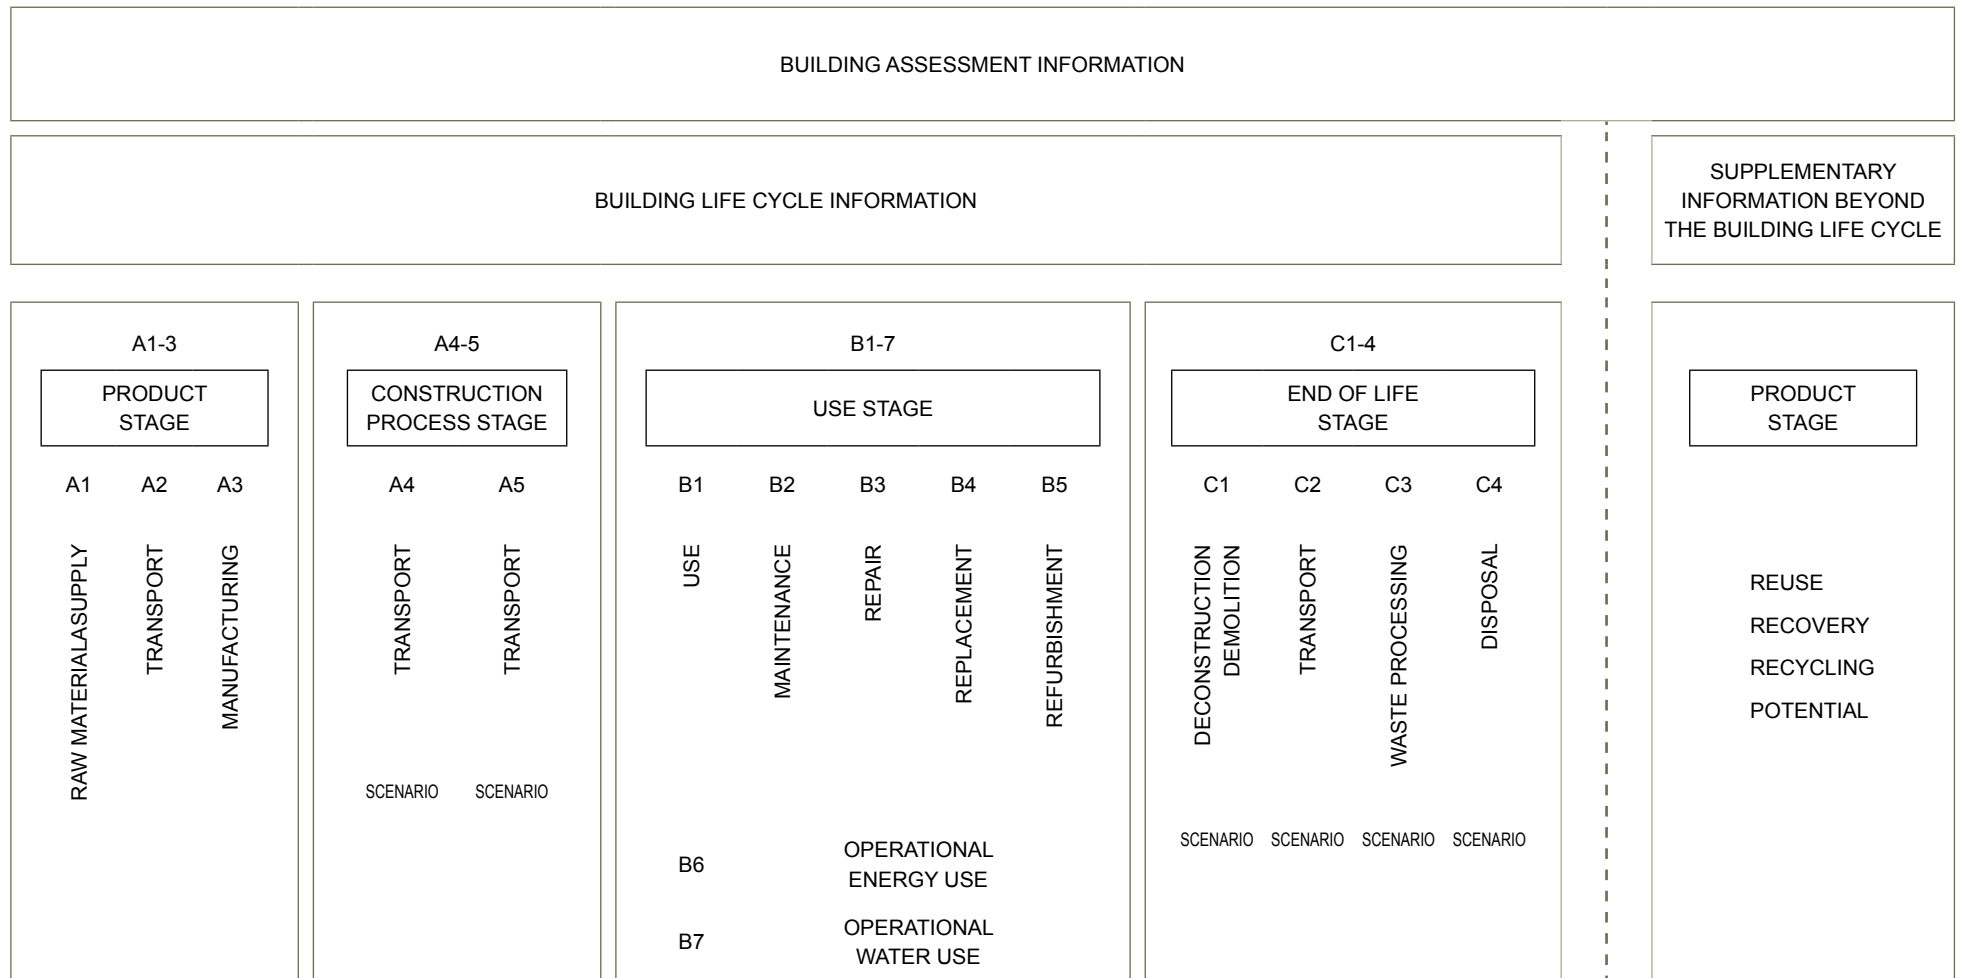 BUILDING ASSESSMENT INFORMATION
BUILDING LIFE CYCLE INFORMATION
SUPPLEMENTARY
INFORMATION BEYOND
THE BUILDING LIFE CYCLE
A1-3
PRODUCT
STAGE
A1
A2
A3
RAW MATERIALASUPPLY
TRANSPORT
MANUFACTURING
A4-5
CONSTRUCTION
PROCESS STAGE
A4
A5
TRANSPORT
TRANSPORT
SCENARIO
SCENARIO
B1-7
USE STAGE
B1
B2
B3
B4
B5
USE
MAINTENANCE
REPAIR
REPLACEMENT
REFURBISHMENT
B6
OPERATIONAL
ENERGY USE
B7
OPERATIONAL
WATER USE
C1-4
END OF LIFE
STAGE
C1
C2
C3
C4
DECONSTRUCTION
DEMOLITION
TRANSPORT
WASTE PROCESSING
DISPOSAL
SCENARIO
SCENARIO
SCENARIO
SCENARIO
PRODUCT
STAGE
REUSE
RECOVERY
RECYCLING
POTENTIAL